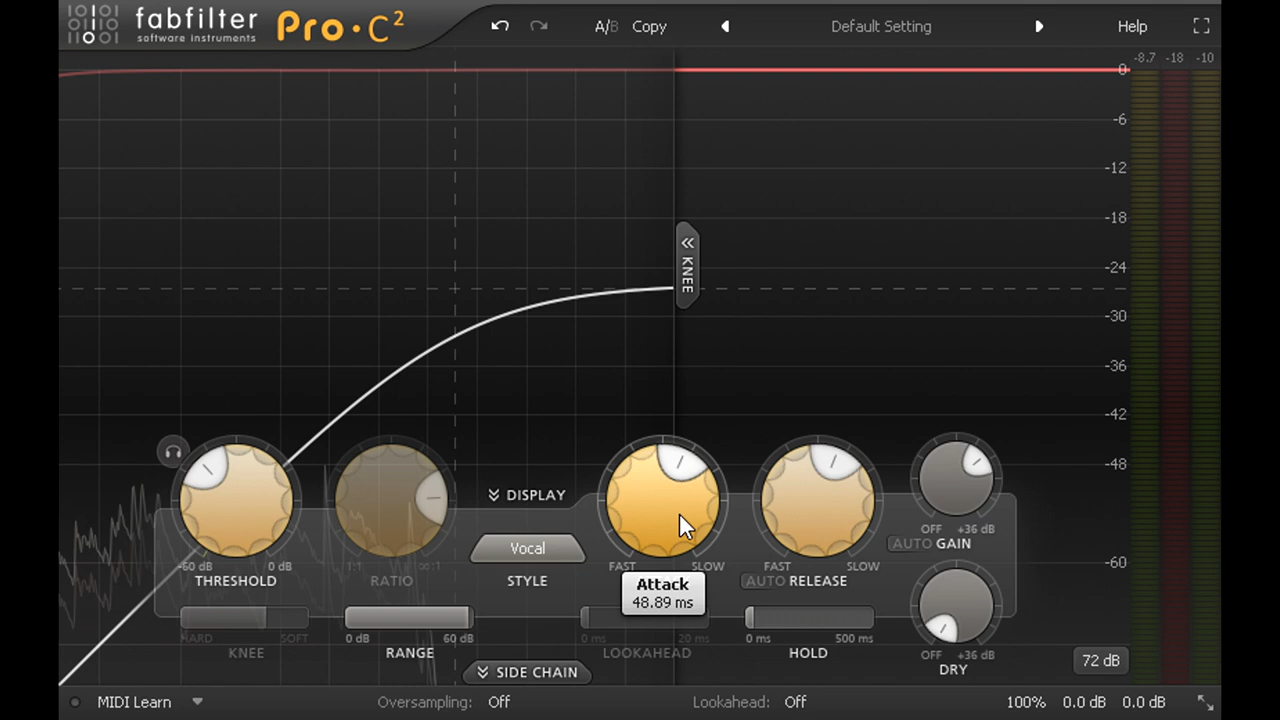 fabfilter
software instruments
Pro·C²
A/B Copy
Default Setting
Help
-8.7 -18 -10
0
-6
-12
-18
-24
-30
-36
-42
-48
-60
KNEE
DISPLAY
Vocal
STYLE
-60 dB 0 dB
THRESHOLD
1:1 ∞:1
RATIO
FAST SLOW
Attack
48.89 ms
FAST SLOW
AUTO RELEASE
OFF +36 dB
AUTO GAIN
HARD SOFT
KNEE
0 dB 60 dB
RANGE
0 ms 20 ms
LOOKAHEAD
0 ms 500 ms
HOLD
OFF +36 dB
DRY
SIDE CHAIN
72 dB
MIDI Learn
Oversampling: Off
Lookahead: Off
100% 0.0 dB 0.0 dB